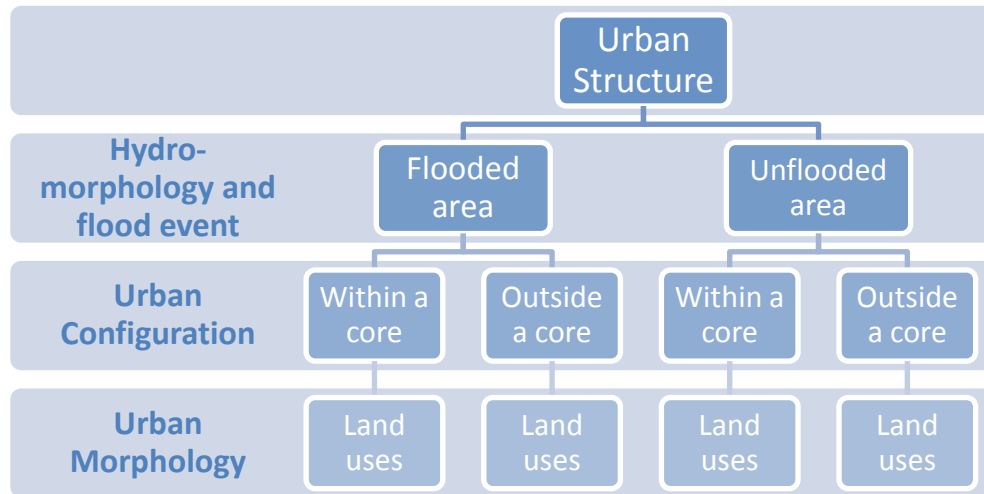 Urban
Structure
Hydro-
morphology and
flood event
Flooded
area
Unflooded
area
Urban
Configuration
Within a
core
Outside
a core
Within a
core
Outside
a core
Urban
Morphology
Land
uses
Land
uses
Land
uses
Land
uses